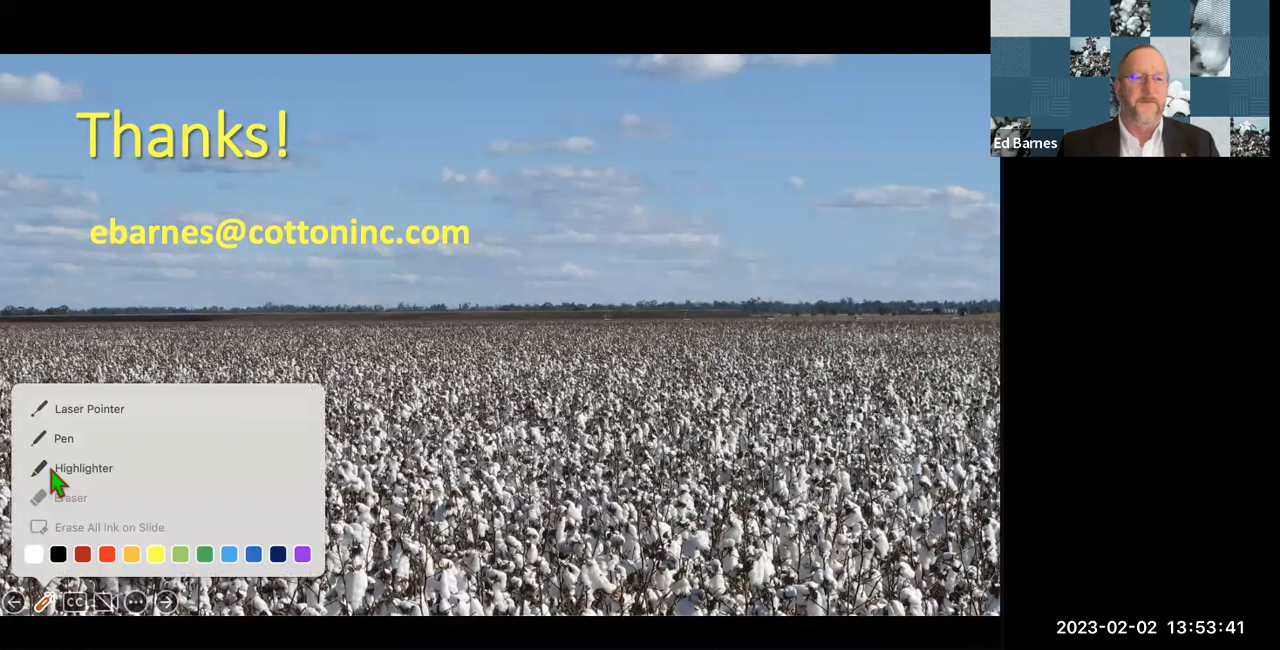 Thanks!
ebarnes@cottoninc.com
Ed Barnes
Laser Pointer
Pen
Highlighter
Eraser
Erase All Ink on Slide
CC
2023-02-02 13:53:41